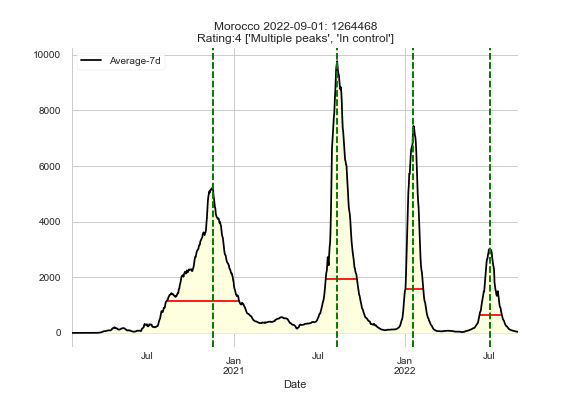 Morocco 2022-09-01: 1264468
Rating:4 ['Multiple peaks', 'In control']
Average-7d
10000
8000
6000
4000
2000
0
Jul
Jan
2021
Jul
Jan
2022
Jul
Date